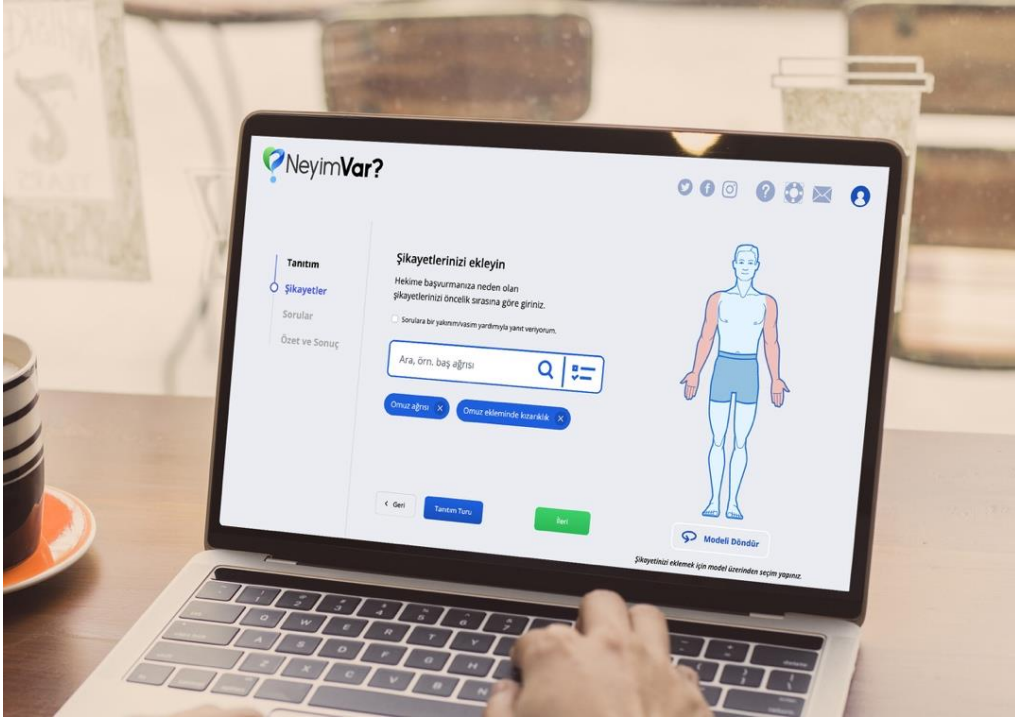 NeyimVar?
Tanıtım
Şikayetler
Sorular
Özet ve Sonuç
Şikayetlerinizi ekleyin
Hekime başvurmanıza neden olan
şikayetlerinizi öncelik sırasına göre giriniz.
Sorulara bir yakınım/vasim yardımıyla yanıt veriyorum.
Ara, örn. baş ağrısı
Omuz ağrısı
Omuz ekleminde kızarıklık
Geri
Tanıtım Turu
İleri
Modeli Döndür
Şikayetinizi eklemek için model üzerinden seçim yapınız.